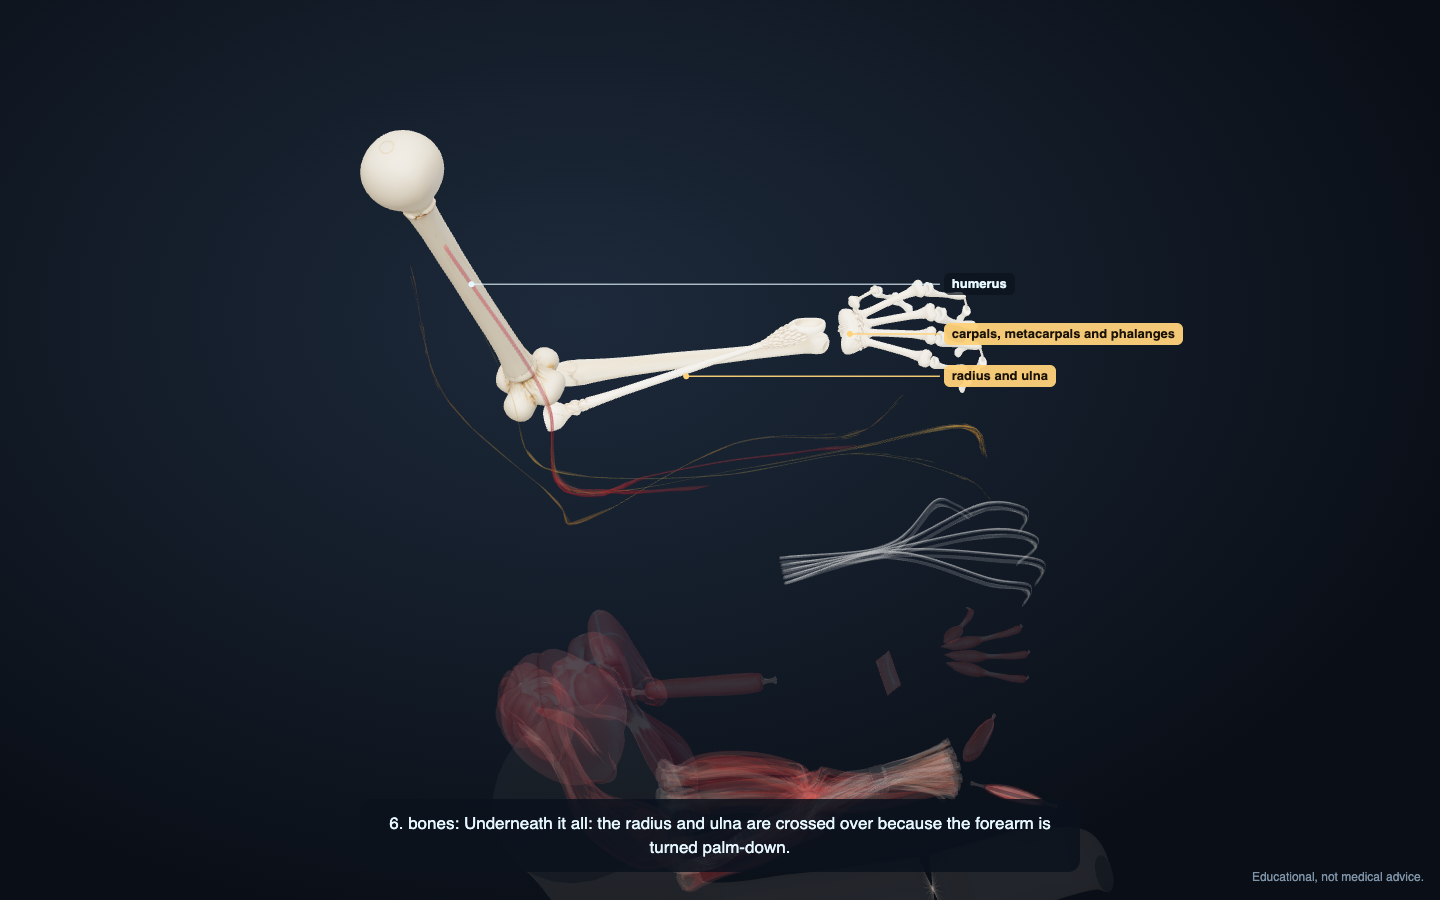 humerus
carpals, metacarpals and phalanges
radius and ulna
6. bones: Underneath it all: the radius and ulna are crossed over because the forearm is
turned palm-down.
Educational, not medical advice.